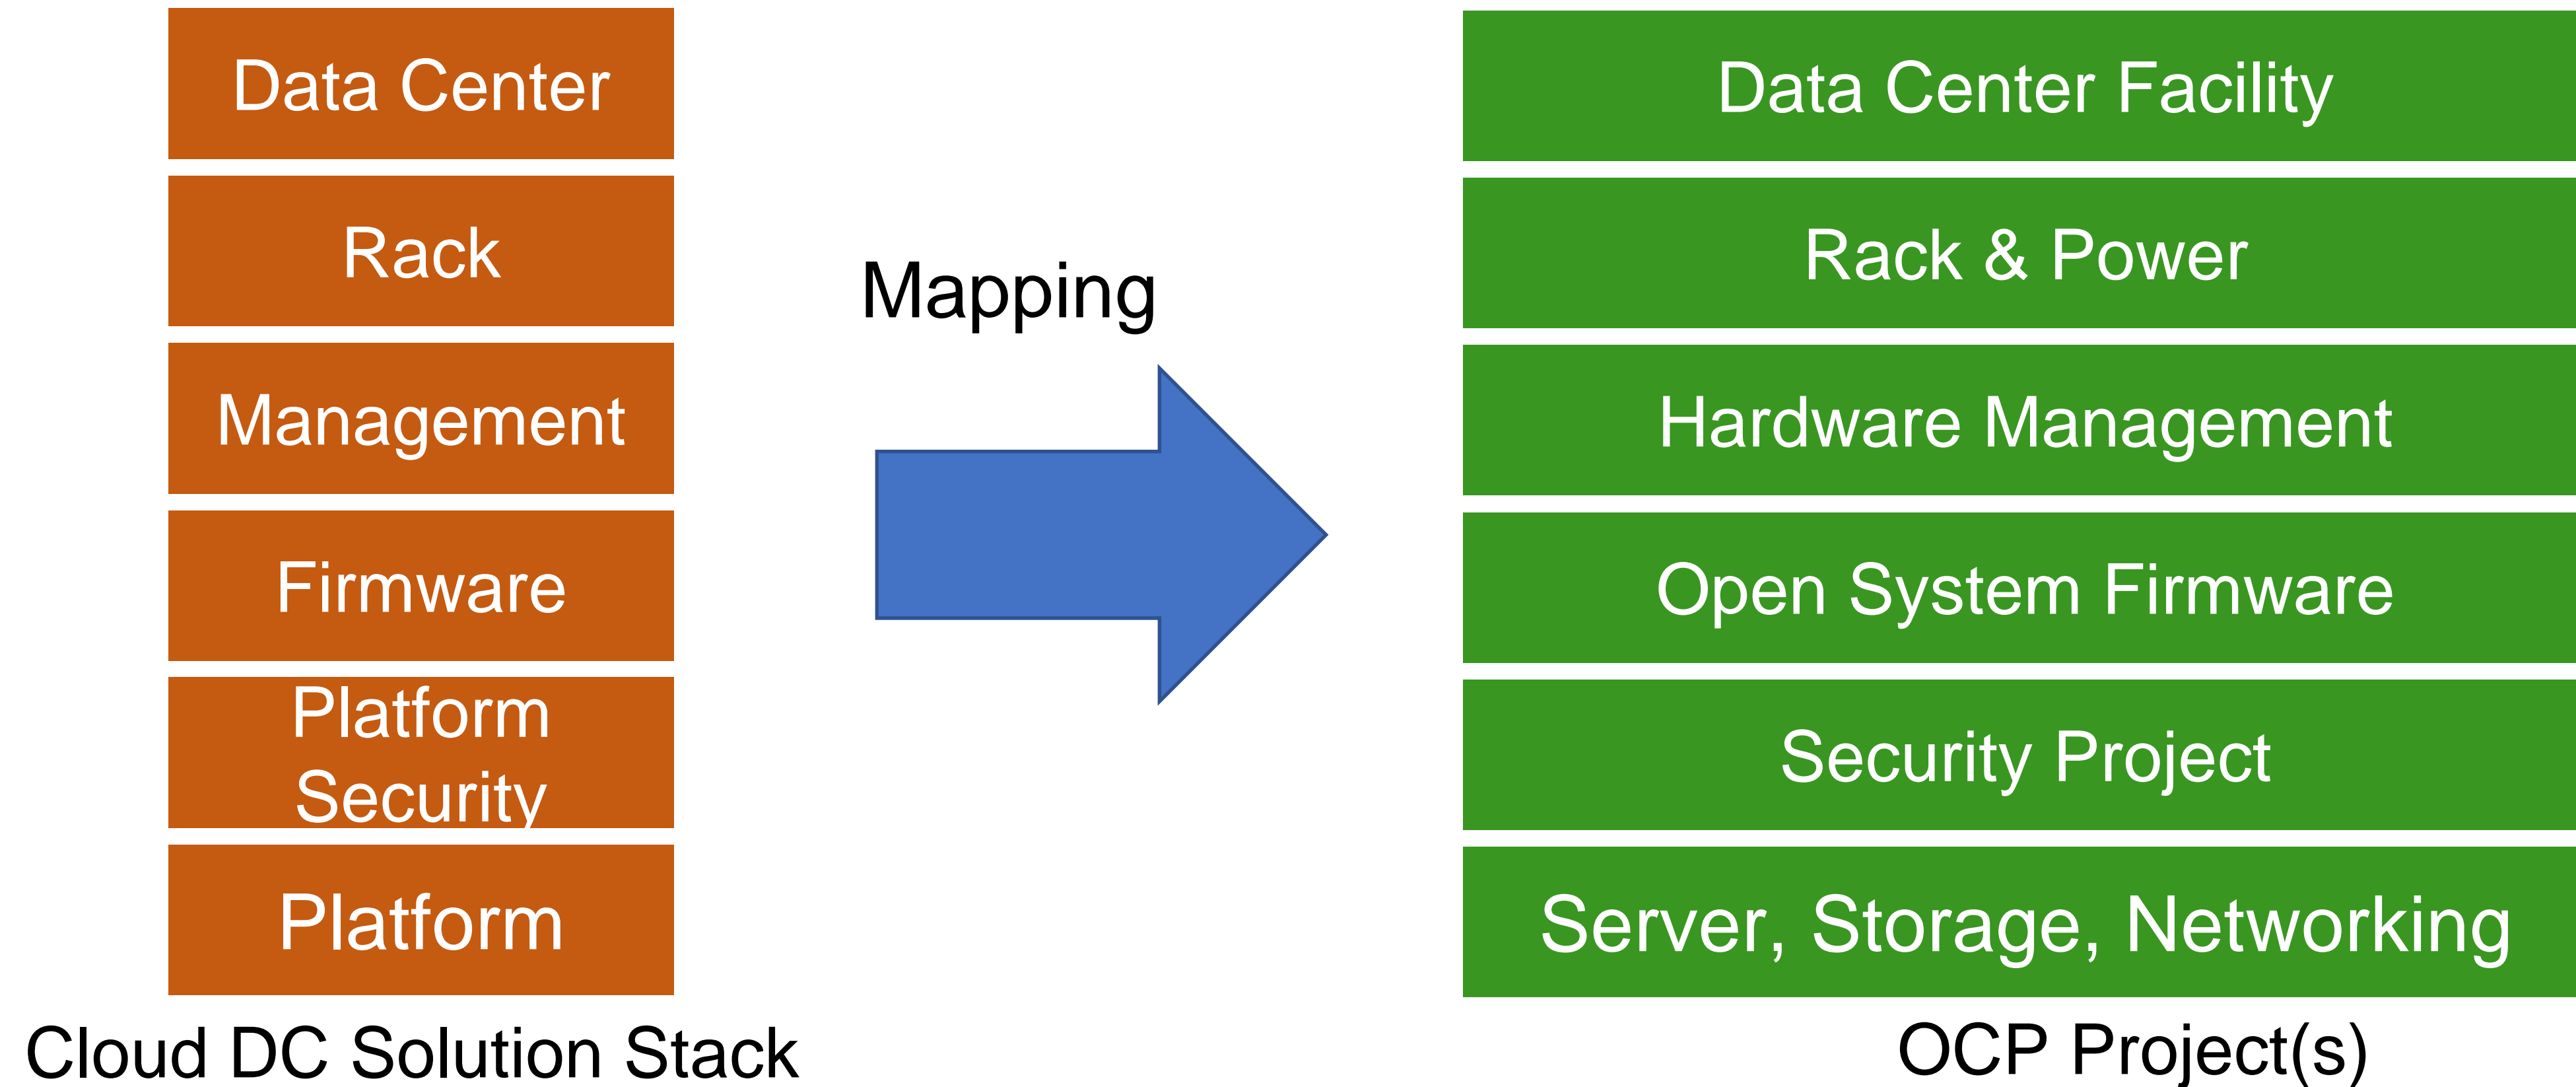 Data Center
Rack
Management
Firmware
Platform
Security
Platform
Cloud DC Solution Stack
Mapping
Data Center Facility
Rack & Power
Hardware Management
Open System Firmware
Security Project
Server, Storage, Networking
OCP Project(s)